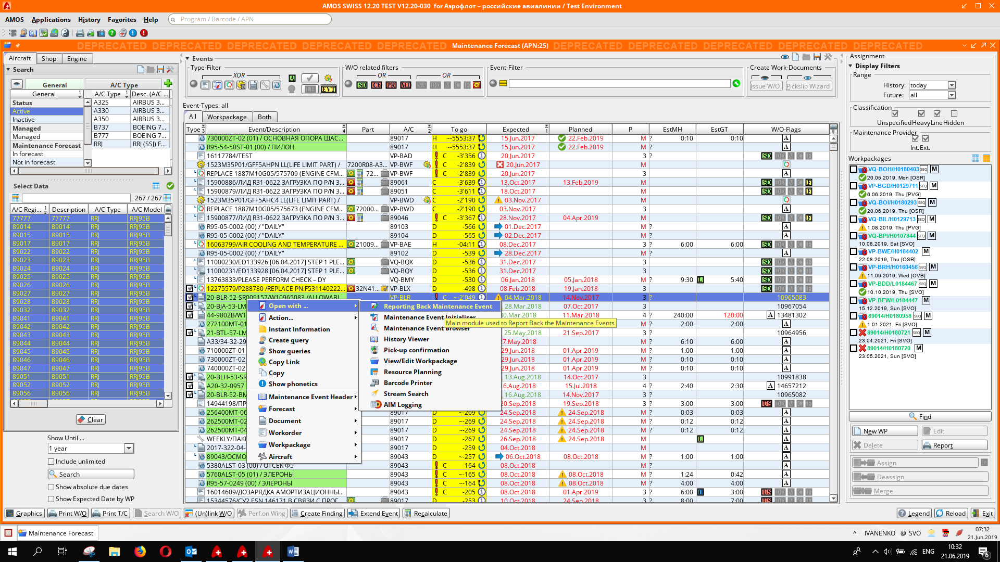 AMOS SWISS 12.20 TEST V12.20-030 for Аэрофлот – российские авиалинии / Test Environment
AMOS Applications History Favorites Help Program / Barcode / APN
DEPRECATED DEPRECATED DEPRECATED DEPRECATED DEPRECATED Maintenance Forecast (APN:25) DEPRECATED DEPRECATED DEPRECATED DEPRECATED DEPRECATED
Aircraft Shop Engine
Search
General A/C Type
General A/C Type Desc. (A/C ...
Status A32S AIRBUS 3...
Active A330 AIRBUS 3...
Inactive A350 AIRBUS 3...
Managed B737 BOEING 7...
Managed B777 BOEING 7...
Maintenance Forecast RRJ RRJ (SSJ) F...
In forecast
Not in forecast
Select Data
267 / 267
A/C Regi... Description A/C Type A/C Model
77777 77777 RRJ RRJ95B
89014 89014 RRJ RRJ95B
89015 89015 RRJ RRJ95B
89017 89017 RRJ RRJ95B
89022 89022 RRJ RRJ95B
89023 89023 RRJ RRJ95B
89024 89024 RRJ RRJ95B
89025 89025 RRJ RRJ95B
89026 89026 RRJ RRJ95B
89027 89027 RRJ RRJ95B
89028 89028 RRJ RRJ95B
89032 89032 RRJ RRJ95B
89033 89033 RRJ RRJ95B
89041 89041 RRJ RRJ95B
89042 89042 RRJ RRJ95B
89043 89043 RRJ RRJ95B
89045 89045 RRJ RRJ95B
89046 89046 RRJ RRJ95B
89047 89047 RRJ RRJ95B
89051 89051 RRJ RRJ95B
89052 89052 RRJ RRJ95B
89056 89056 RRJ RRJ95B
Clear
Show Until ...
1 year
Include unlimited
Search
Show absolute due dates
Show Expected Date by WP
Events
Type-Filter W/O related filters Event-Filter Create Work-Documents
XOR OR OR
SD Cb PR MD NA DD M C E
LB EVT
Issue W/O Pickslip Wizard
Event-Types: all
All Workpackage Both
Type Event/Description Part A/C To go Expected Planned P EstMH EstGT W/O-Flags
730000ZT-02 (01) / ОСНОВНАЯ ОПОРА ШАС... 89017 H ~-5553:37 15.Jun.2017 22.Feb.2019 M ? 0:10 0:10 A
R95-54-50ST-01 (00) / ПИЛОН 89017 H ~-5553:37 15.Jun.2017 22.Feb.2019 M ? A
16117784/TEST VP-BAD C -3'356 20.Jun.2017 3 ? SD DD M C E
1523M35P01/GFF5AHPN LL(LIFE LIMIT PART) / 7200R08-A3... VP-BWF C -2'839 20.Jun.2017 M
REPLACE 1887M10G05/575709 (ENGINE CFM... 72... VP-BWF C -2'839 20.Jun.2017 3 A
15900886/ЛИД R31-0622 ЗАГРУЗКА ПО P/N 3... 89061 C -3'639 13.Oct.2017 13.Feb.2019 M SD DD M C F
15900879/ЛИД R31-0622 ЗАГРУЗКА ПО P/N 3... 89051 C -3'611 18.Oct.2017 M SD DD M C F
1523M35P01/GFF5AHC4 LL(LIFE LIMIT PART) / VP-BWD C -2'190 03.Nov.2017 M
REPLACE 1887M10G05/575673 (ENGINE CFM... 72000... VP-BWD C -2'190 03.Nov.2017 3 A
15900877/ЛИД R31-0622 ЗАГРУЗКА ПО P/N 3... 89046 C -3'367 28.Nov.2017 04.Apr.2019 M SD DD M C F
R95-05-0002 (00) / "DAILY" 89103 D -566 01.Dec.2017 M ? A
R95-05-0002 (00) / "DAILY" 89104 D -565 02.Dec.2017 M ? A
16063799/AIR COOLING AND TEMPERATURE ... 21009... VP-BAE H -04:11 08.Dec.2017 3 ? 6:00 6:00 SD DD M C E
R95-05-0002 (00) / "DAILY" 89102 D -539 28.Dec.2017 M ? A
11000230/ED133926 [06.04.2017] STEP 1 PLE... VQ-BQX D -536 31.Dec.2017 3 ? SD DD M C E
11000231/ED133928 [06.04.2017] STEP 1 PLE... VQ-BQY D -536 31.Dec.2017 3 ? SD DD M C E
13763833/PLEASE PERFORM CHECK – DY VQ-BMY D -530 06.Jan.2018 05.Jan.2018 3 ? 9:30 L 5:40 SD DD M C E
12275579/P288780 /REPLACE PN:F531140222... 32N41... VP-BLX D -498 08.Feb.2018 19.Jan.2018 3 SD DD M C E
20-BLR-52-SR009157/W10965083 /ALLOWABL... VP-BLR C ~-2'049 04.Mar.2018 14.Nov.2017 3 ? 10965083
20-BJA-53-LM 28.Mar.2018 07.Oct.2017 3 ? 10967054
44-9802B/W1 30.Mar.2018 11.Mar.2018 4 ? 240:00 120:00 A 13481302
272100MT-01 M ? 2:00 2:00 A
21-BTL-57-LM 25.May.2018 21.Sep.2017 3 ? 10964956
A33/34-32-29 27.May.2018 M ? 6:10 6:00 A
710000ZT-01 29.Jun.2018 01.Apr.2019 M ? 1:00 1:00 A
730000ZT-02 29.Jun.2018 01.Apr.2019 M ? 0:10 0:10 A
740000ZT-02 29.Jun.2018 01.Apr.2019 M ? 0:10 0:10 A
20-BLH-53-SR 13.Aug.2018 14.Oct.2017 3 10991838
A20-32-0957 16.Aug.2018 15.Jul.2018 4 ? 2:40 2:30 A 14657212
20-BLR-52-BM 16.Aug.2018 14.Nov.2017 3 ? 10965082
14944198/ПР 20.Sep.2018 19.Sep.2018 M ? 3:00 3:00 US DD M C E
256400MT-06 89017 D ~-269 24.Sep.2018 24.Sep.2018 M ? 0:03 0:03 A
262500MT-02 89017 D ~-269 24.Sep.2018 24.Sep.2018 M ? 0:12 0:12 A
262500MT-04 89017 D ~-269 24.Sep.2018 24.Sep.2018 M ? 0:12 0:12 A
WEEKLY/ПАКЕ 89017 D -267 26.Sep.2018 24.Sep.2018 M ? L A
2017-322-04- 89017 D -259 04.Oct.2018 M A
89043/ОСМО 89043 D ~-257 06.Oct.2018 08.Oct.2018 M ? 1:00 1:00 A
5380ALST-03 (00) / ОТСЕК Ф5 89043 C -164 08.Oct.2018 M A
5760ALST-05 (01) / ЭЛЕРОНЫ 89043 C ~-165 08.Oct.2018 08.Oct.2018 M ? 1:24 0:42 A
R95-57-0249 (00) / ЭЛЕРОНЫ 89043 C ~-164 08.Oct.2018 08.Oct.2018 M ? 4:00 4:00 A
16014609/ДОЗАРЯДКА АМОРТИЗАЦИОННЫ... 89043 C -205 08.Oct.2018 01.Apr.2019 3 ? 6:00 H 3:00 US DD M C E
15344576/СУ2 ESN 146171 В СВЯЗИ С ПРОГ... 89017 D -253 10.Oct.2018 24.Sep.2018 M ? 8:00 7:00 US DD M C E
Open with ...
Action...
Instant Information
Create query
Show queries
Copy Link
Copy
Show phonetics
Maintenance Event Header
Forecast
Document
Workorder
Workpackage
Aircraft
Reporting Back Maintenance Event
Maintenance Event Initialiser
Main module used to Report Back the Maintenance Events
Maintenance Event Browser
History Viewer
Pick-up confirmation
View/Edit Workpackage
Resource Planning
Barcode Printer
Stream Search
AIM Logging
Assignment
Display Filters
Range
History: today
Future: all
Classification
Unspecified Heavy Line Hidden
Maintenance Provider
Int. Ext.
Workpackages
VQ-BOH/H0180403 SEQ M
20.05.2019, Mon [OSR]
VP-BGD/H0129711 SEQ M
6.06.2019, Thu [PVG]
VQ-BOI/H0180293 SEQ M
20.06.2019, Thu [OSR]
VQ-BIL/H0129713 SEQ M
1.08.2019, Thu [PVG]
VQ-BPI/H0107844 SEQ M
10.08.2019, Sat [SVO]
VP-BWE/H0184402 M
22.08.2019, Thu [OSR]
VP-BRH/H0160456 SEQ M
11.09.2019, Wed [OVB]
VP-BDD/L0184467 SEQ M
10.10.2019, Thu [SVO]
VP-BEW/L0184447 SEQ M
15.12.2019, Sun [SVO]
89014/H0180958 SEQ M
1.01.2021, Fri [SVO]
89014/H0180721 SEQ M
23.04.2021, Fri [SVO]
89014/H0180720 M
23.05.2021, Sun [SVO]
Find
New WP Edit
Delete Report
Assign
Deassign
Merge
Graphics Print W/O Print T/C Search W/O (Un)link W/O Perf.on Wing Create Finding Extend Event Recalculate Legend Reload Exit
Maintenance Forecast IVANENKO @ SVO 07:32
21.Jun.2019
ENG 10:32
21.06.2019
6